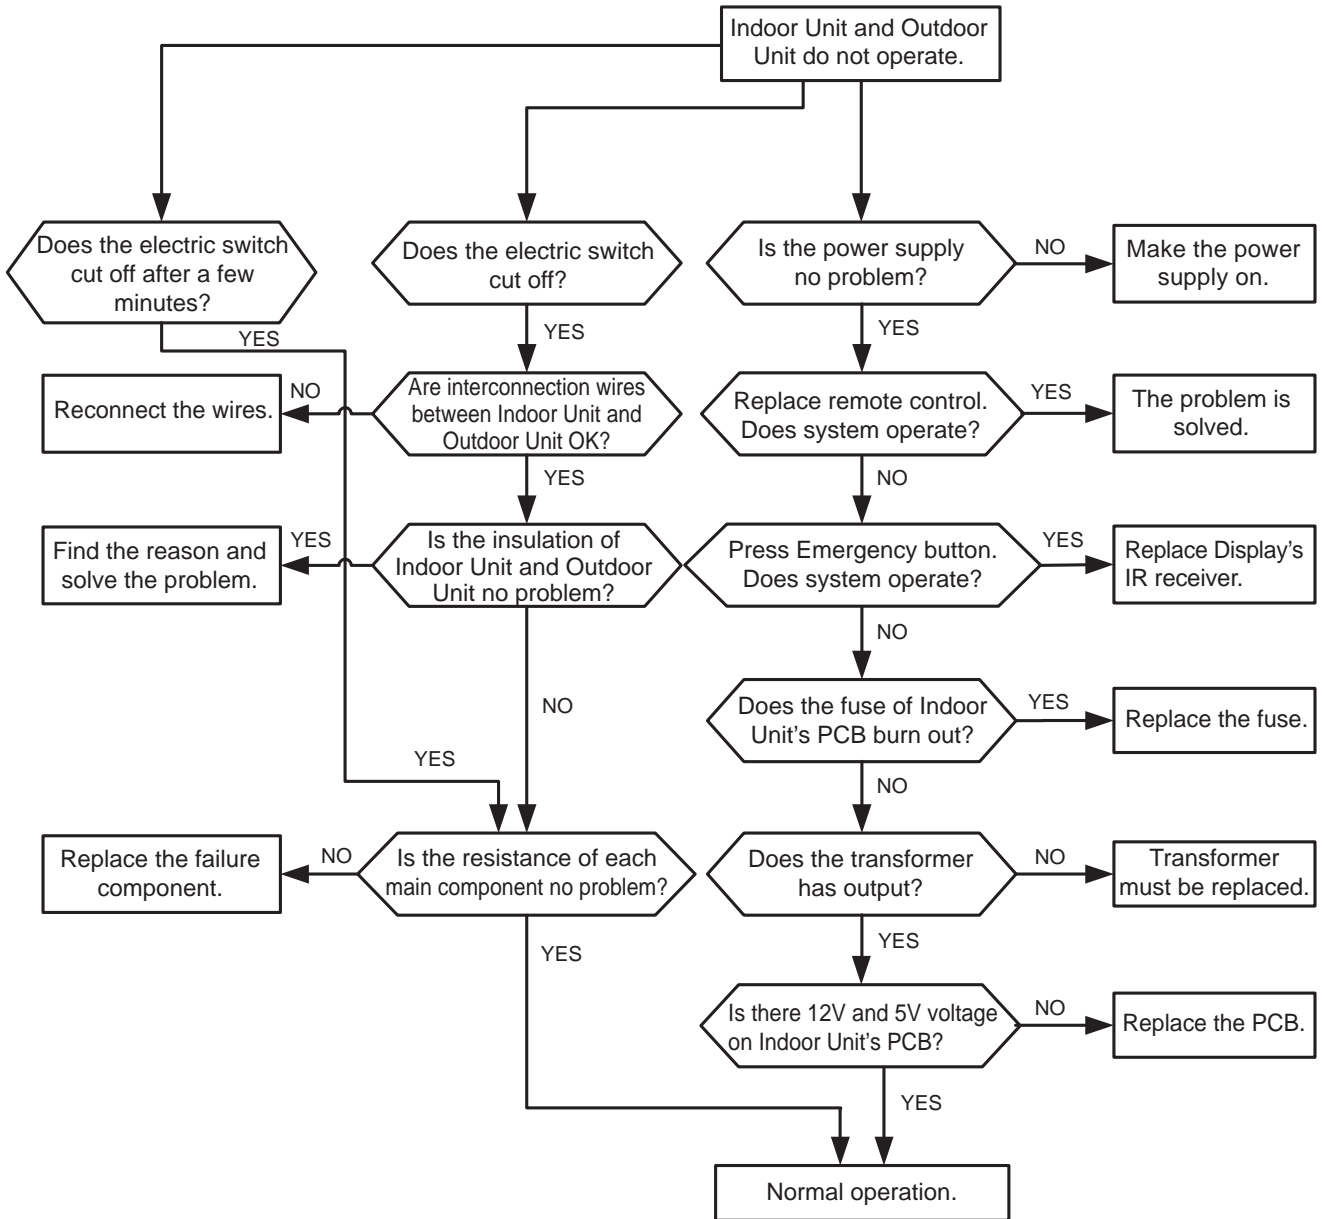 Indoor Unit and Outdoor
Unit do not operate.
Does the electric switch
cut off after a few
minutes?
Does the electric switch
cut off?
Is the power supply
no problem?
NO
Make the power
supply on.
YES
YES
YES
Reconnect the wires.
NO
Are interconnection wires
between Indoor Unit and
Outdoor Unit OK?
Replace remote control.
Does system operate?
YES
The problem is
solved.
YES
NO
Find the reason and
solve the problem.
YES
Is the insulation of
Indoor Unit and Outdoor
Unit no problem?
Press Emergency button.
Does system operate?
YES
Replace Display's
IR receiver.
NO
NO
Does the fuse of Indoor
Unit's PCB burn out?
YES
Replace the fuse.
YES
NO
Replace the failure
component.
NO
Is the resistance of each
main component no problem?
Does the transformer
has output?
NO
Transformer
must be replaced.
YES
YES
Is there 12V and 5V voltage
on Indoor Unit's PCB?
NO
Replace the PCB.
YES
Normal operation.